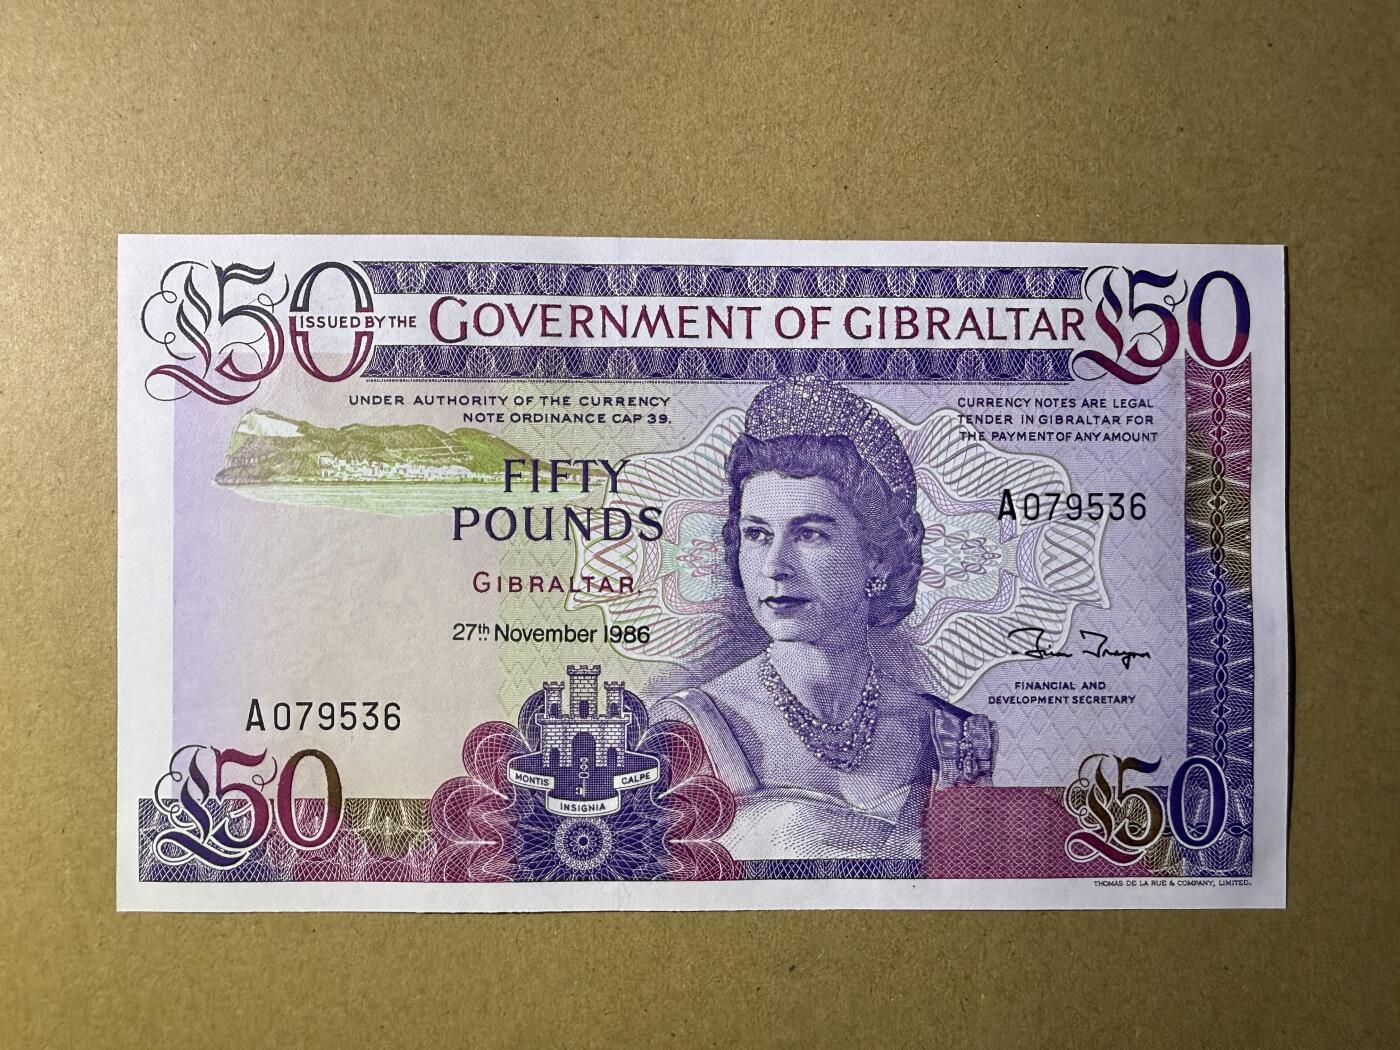 £50 ISSUED BY THE GOVERNMENT OF GIBRALTAR £50
UNDER AUTHORITY OF THE CURRENCY
NOTE ORDINANCE CAP 39.
CURRENCY NOTES ARE LEGAL
TENDER IN GIBRALTAR FOR
THE PAYMENT OF ANY AMOUNT
FIFTY
POUNDS
A079536
GIBRALTAR,
27th November 1986
FINANCIAL AND
DEVELOPMENT SECRETARY
A079536
MONTIS CALPE
INSIGNIA
£50
£50
THOMAS DE LA RUE & COMPANY, LIMITED.